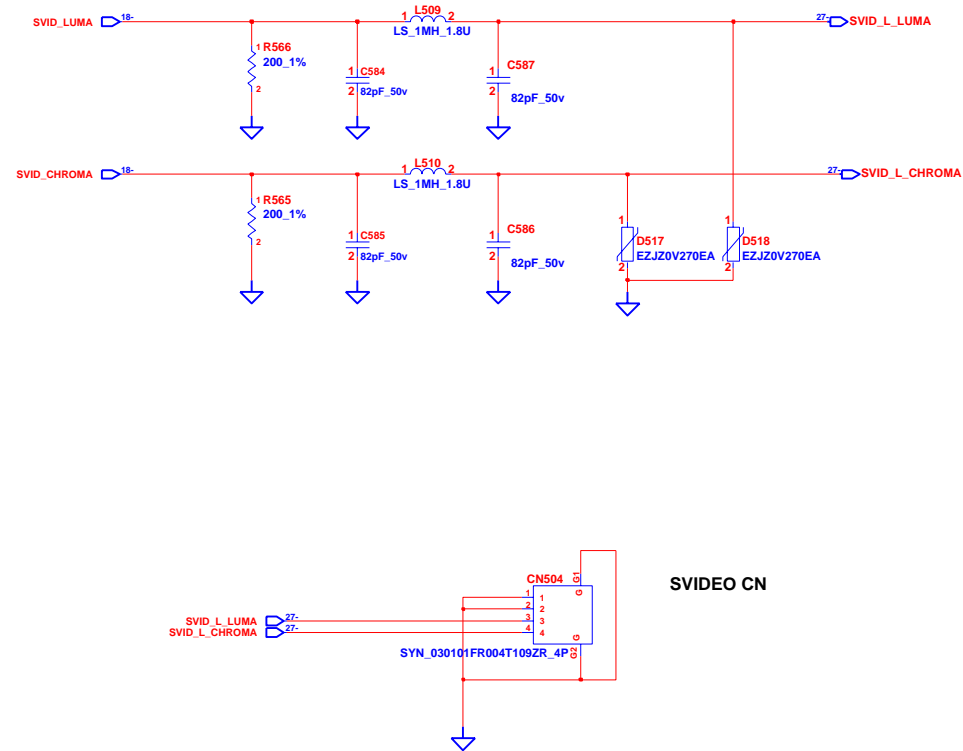 SVID_LUMA 18- 1 L509 2 27- SVID_L_LUMA
LS_1MH_1.8U
1 R566
200_1%
2
1 C584
2 82pF_50v
1 C587
2 82pF_50v
SVID_CHROMA 18- 1 L510 2 27- SVID_L_CHROMA
LS_1MH_1.8U
1 R565
200_1%
2
1 C585
2 82pF_50v
1 C586
2 82pF_50v
1 D517
EZJZ0V270EA
2
1 D518
EZJZ0V270EA
2
SVIDEO CN
CN504
G1
G
1 1
2 2
SVID_L_LUMA 27- 3 3
SVID_L_CHROMA 27- 4 4
G
G2
SYN_030101FR004T109ZR_4P